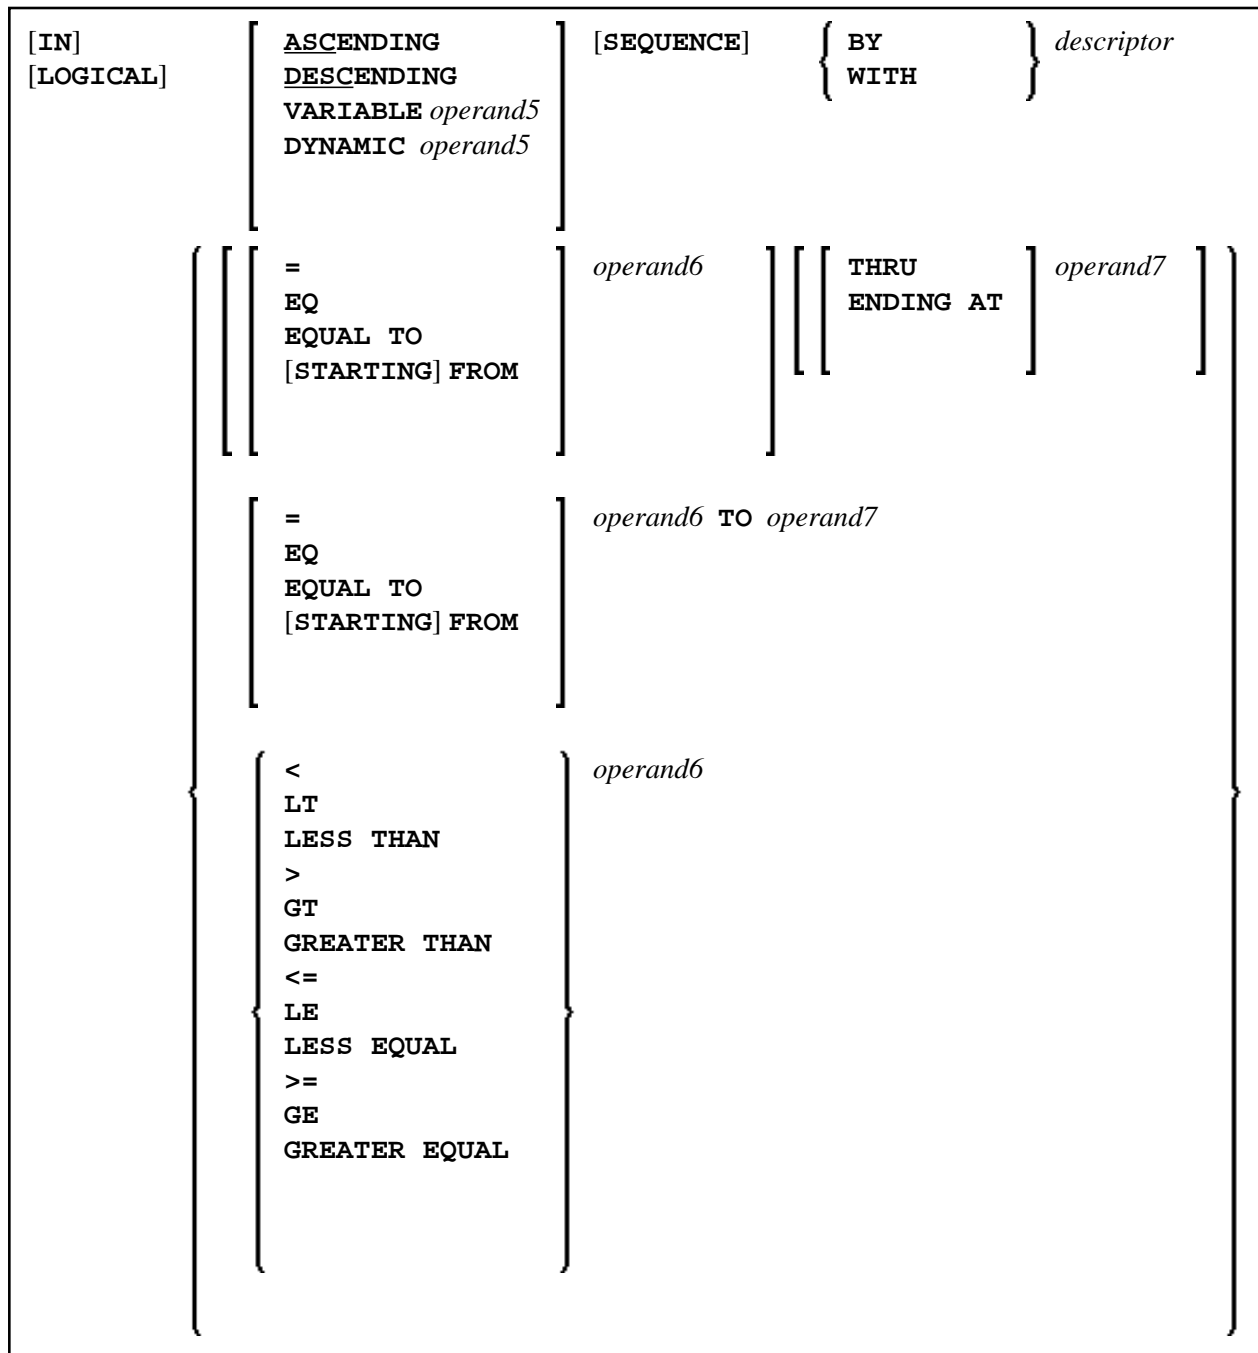 [IN] ASCENDING [SEQUENCE] BY descriptor
[LOGICAL] DESCENDING WITH
VARIABLE operand5
DYNAMIC operand5
= operand6 THRU operand7
EQ ENDING AT
EQUAL TO
[STARTING] FROM
= operand6 TO operand7
EQ
EQUAL TO
[STARTING] FROM
< operand6
LT
LESS THAN
>
GT
GREATER THAN
<=
LE
LESS EQUAL
>=
GE
GREATER EQUAL